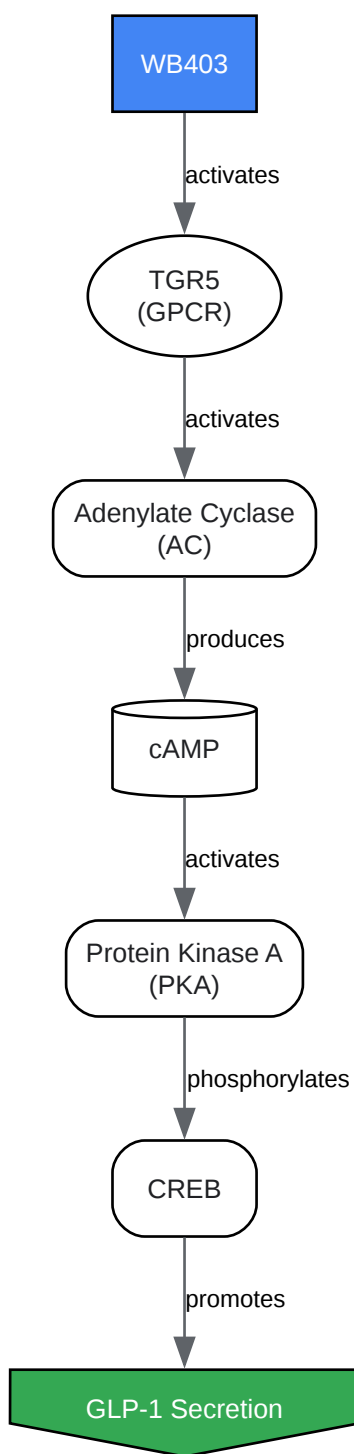 WB403
activates
TGR5
(GPCR)
activates
Adenylate Cyclase
(AC)
produces
cAMP
activates
Protein Kinase A
(PKA)
phosphorylates
CREB
promotes
GLP-1 Secretion